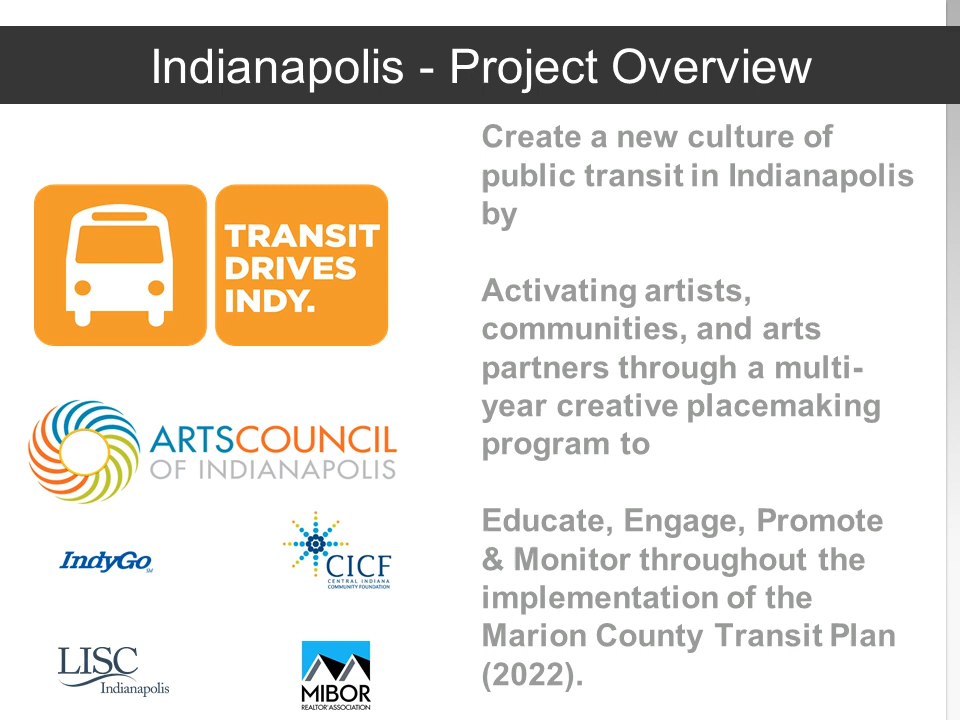 Indianapolis - Project Overview
TRANSIT
DRIVES
INDY.
ARTSCOUNCIL
OF INDIANAPOLIS
IndyGo
SM
CICF
CENTRAL INDIANA
COMMUNITY FOUNDATION
LISC
Indianapolis
MIBOR
REALTOR® ASSOCIATION
Create a new culture of
public transit in Indianapolis
by
Activating artists,
communities, and arts
partners through a multi-
year creative placemaking
program to
Educate, Engage, Promote
& Monitor throughout the
implementation of the
Marion County Transit Plan
(2022).